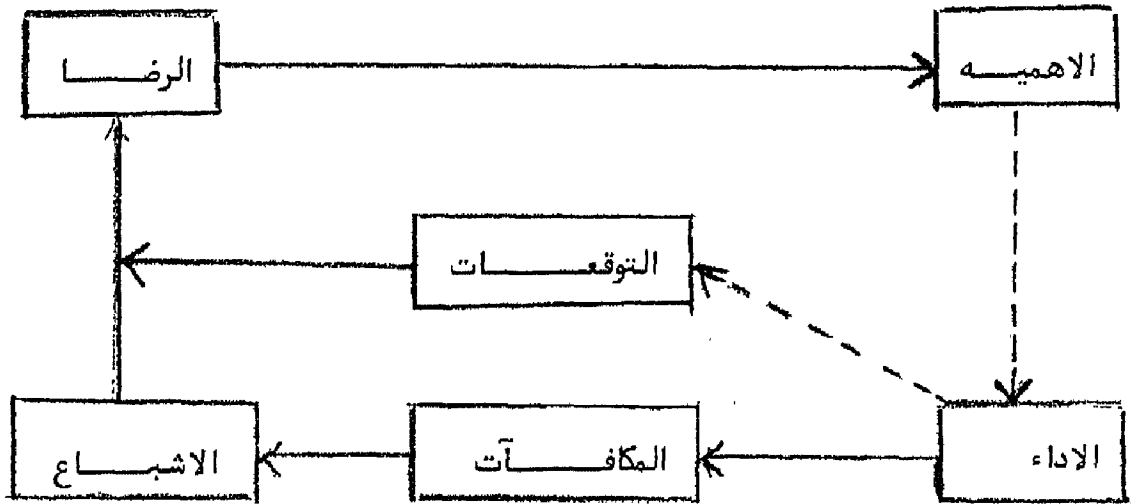 الاهميه
الرضا
التوقعات
الاداء
المكافآت
الاشباع